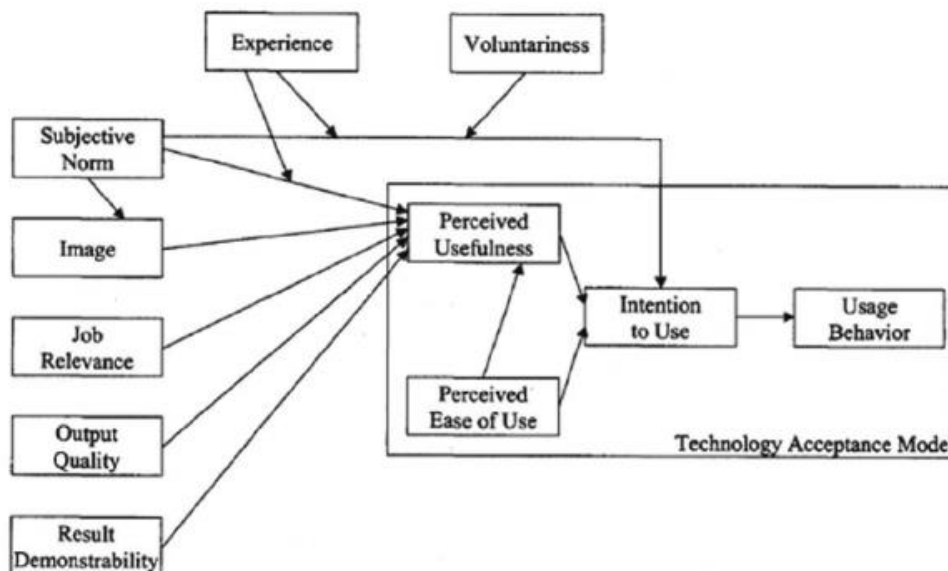 Experience
Voluntariness
Subjective
Norm
Image
Perceived
Usefulness
Job
Relevance
Intention
to Use
Usage
Behavior
Perceived
Ease of Use
Output
Quality
Technology Acceptance Mode
Result
Demonstrability